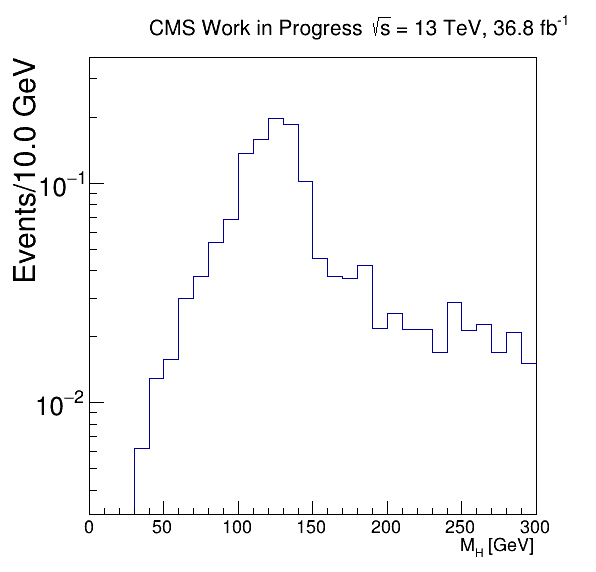 CMS Work in Progress √s = 13 TeV, 36.8 fb⁻¹
Events/10.0 GeV
10⁻¹
10⁻²
0 50 100 150 200 250 300
M_H [GeV]